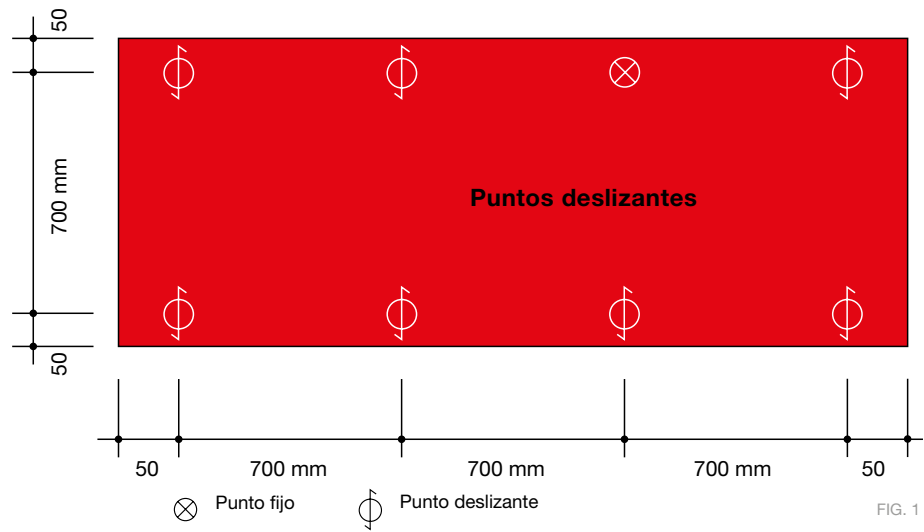 50
700 mm
50
Puntos deslizantes
50
700 mm
700 mm
700 mm
50
Punto fijo
Punto deslizante
FIG. 1